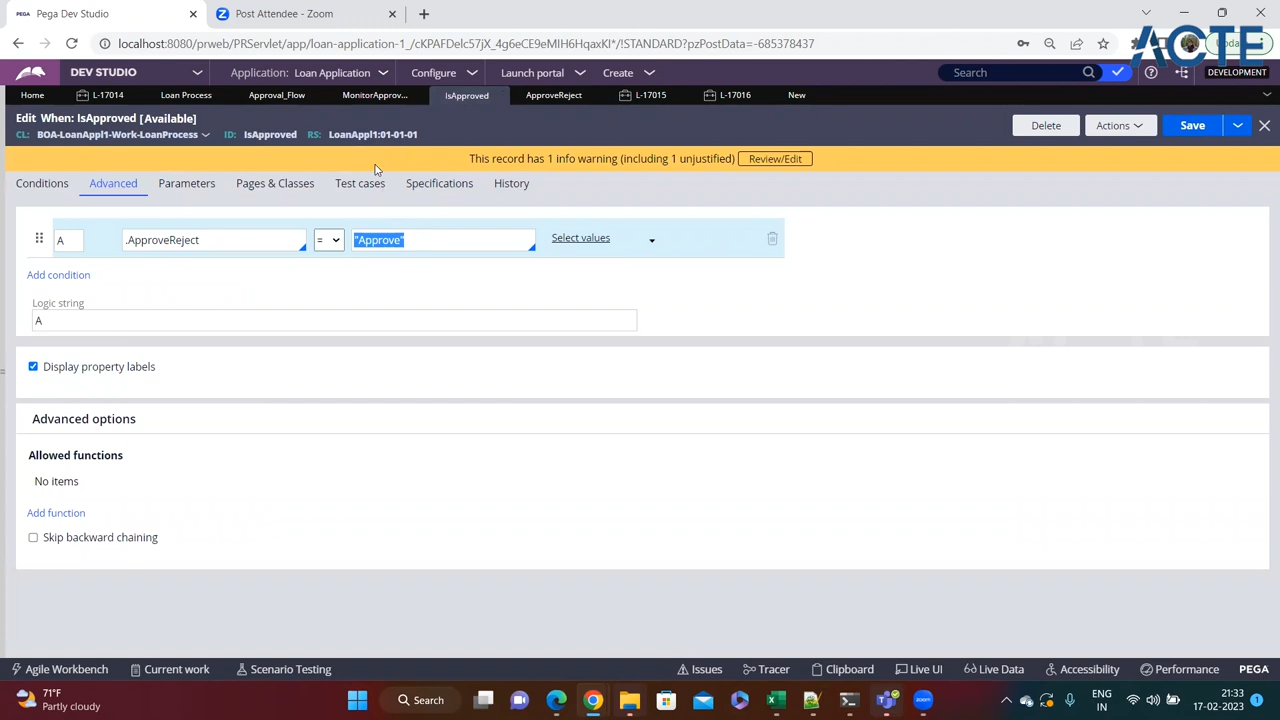 Pega Dev Studio
Post Attendee - Zoom
localhost:8080/prweb/PRServlet/app/loan-application-1_/cKPAM_Ic5TX_4g6cTC9eNUEf6HqaxKI*/!STANDARD?pzPostData=-685378437
ACTE
DEV STUDIO
Application: Loan Application
Configure
Launch portal
Create
Search
DEVELOPMENT
Home
L-17014
Loan Process
Approval_Flow
MonitorApprov...
IsApproved
ApproveReject
L-17015
L-17016
New
Edit When: IsApproved [Available]
CL: BOA-LoanAppl1-Work-LoanProcess ID: IsApproved RS: LoanAppl1:01-01-01
Delete
Actions
Save
This record has 1 info warning (including 1 unjustified) Review/Edit
Conditions
Advanced
Parameters
Pages & Classes
Test cases
Specifications
History
A .ApproveReject = "Approve" Select values
Add condition
Logic string
A
Display property labels
Advanced options
Allowed functions
No items
Add function
Skip backward chaining
Agile Workbench
Current work
Scenario Testing
Issues
Tracer
Clipboard
Live UI
Live Data
Accessibility
Performance
PEGA
71°F
Partly cloudy
Search
ENG
IN
21:33
17-02-2023